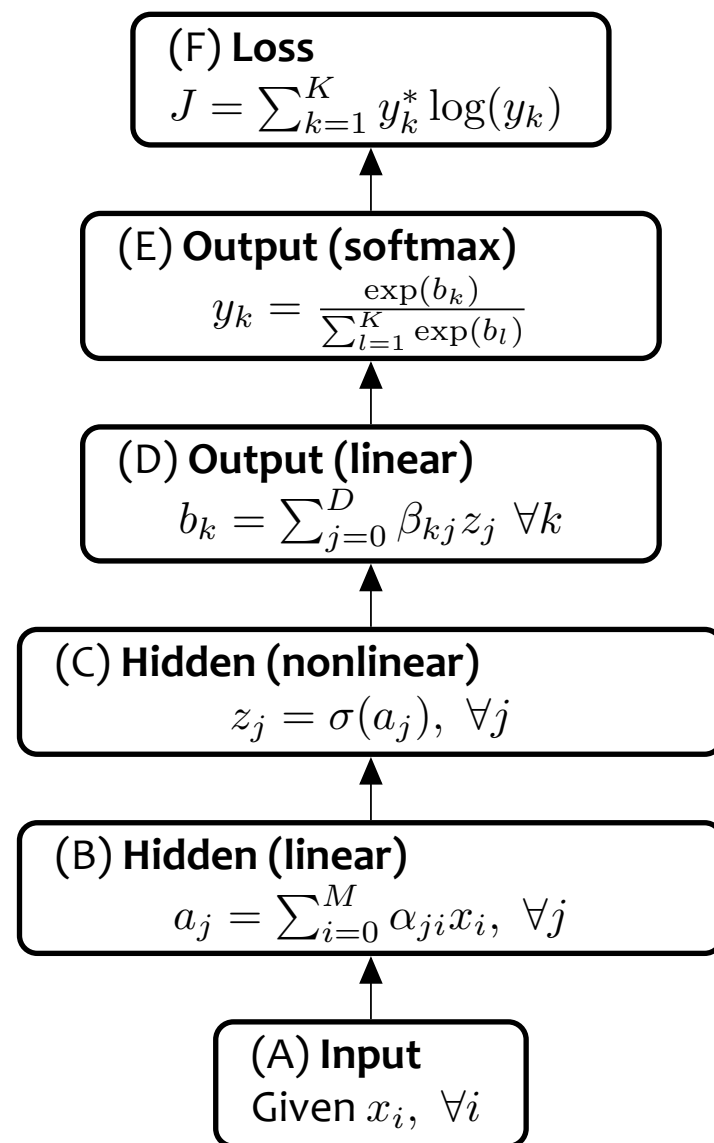 (F) Loss
J = \sum_{k=1}^{K} y_k^* \log(y_k)
(E) Output (softmax)
y_k = \frac{\exp(b_k)}{\sum_{l=1}^{K} \exp(b_l)}
(D) Output (linear)
b_k = \sum_{j=0}^{D} \beta_{kj} z_j \ \forall k
(C) Hidden (nonlinear)
z_j = \sigma(a_j), \ \forall j
(B) Hidden (linear)
a_j = \sum_{i=0}^{M} \alpha_{ji} x_i, \ \forall j
(A) Input
Given x_i, \ \forall i